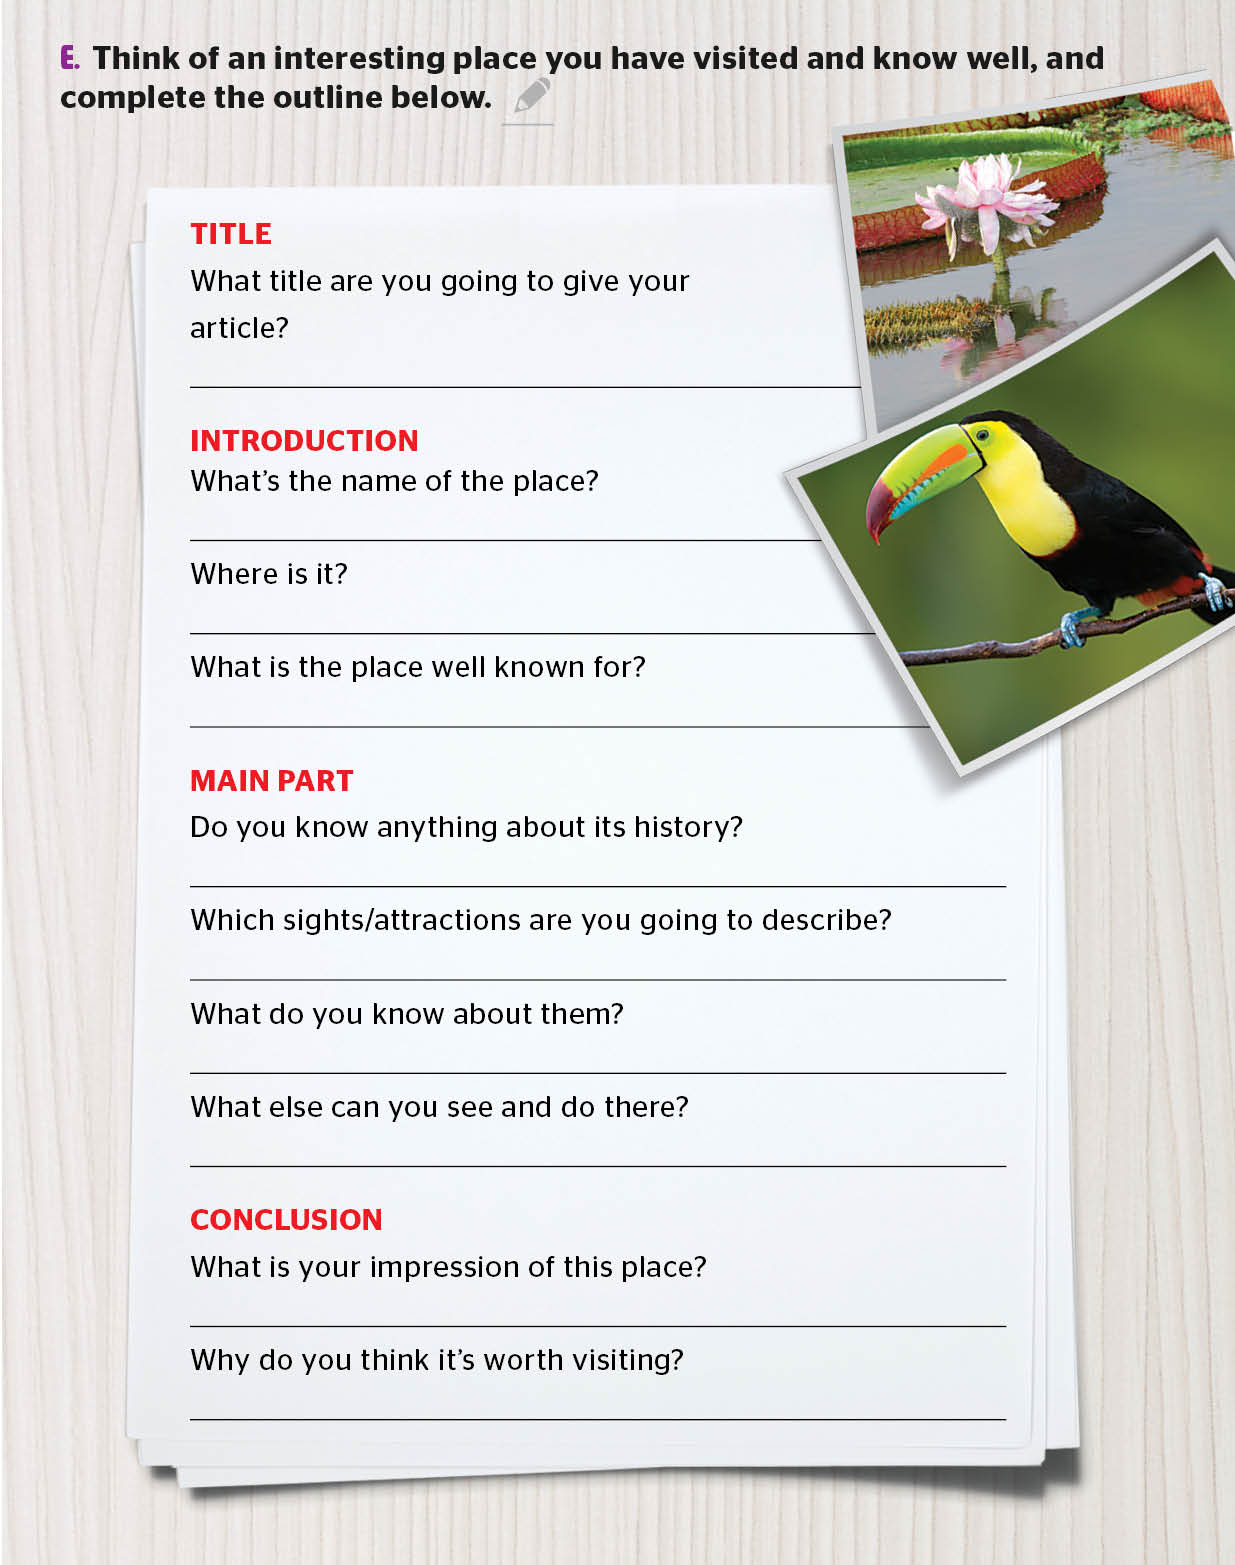 E. Think of an interesting place you have visited and know well, and
complete the outline below.
TITLE
What title are you going to give your
article?
INTRODUCTION
What's the name of the place?
Where is it?
What is the place well known for?
MAIN PART
Do you know anything about its history?
Which sights/attractions are you going to describe?
What do you know about them?
What else can you see and do there?
CONCLUSION
What is your impression of this place?
Why do you think it's worth visiting?